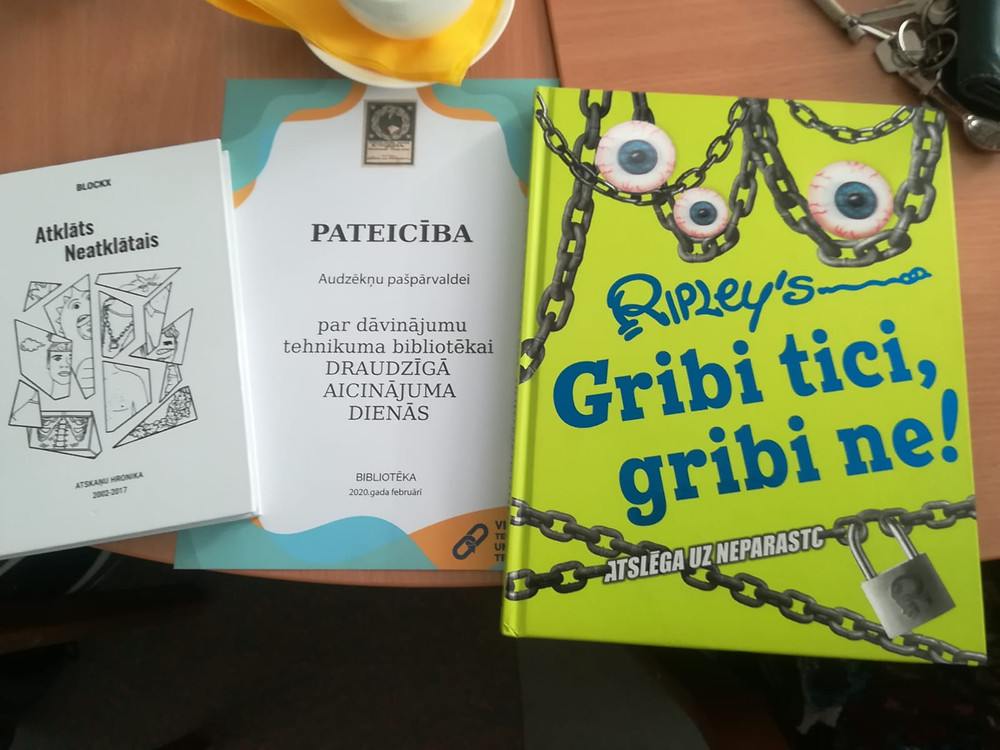 BLOCKX
Atklāts
Neatklātais
ATSKAŅU HRONIKA
2002-2017
PATEICĪBA
Audzēkņu pašpārvaldei
par dāvinājumu
tehnikuma bibliotēkai
DRAUDZĪGĀ
AICINĀJUMA
DIENĀS
BIBLIOTĒKA
2020.gada februārī
RIPLEY'S
Gribi tici,
gribi ne!
ATSLĒGA UZ NEPARASTO